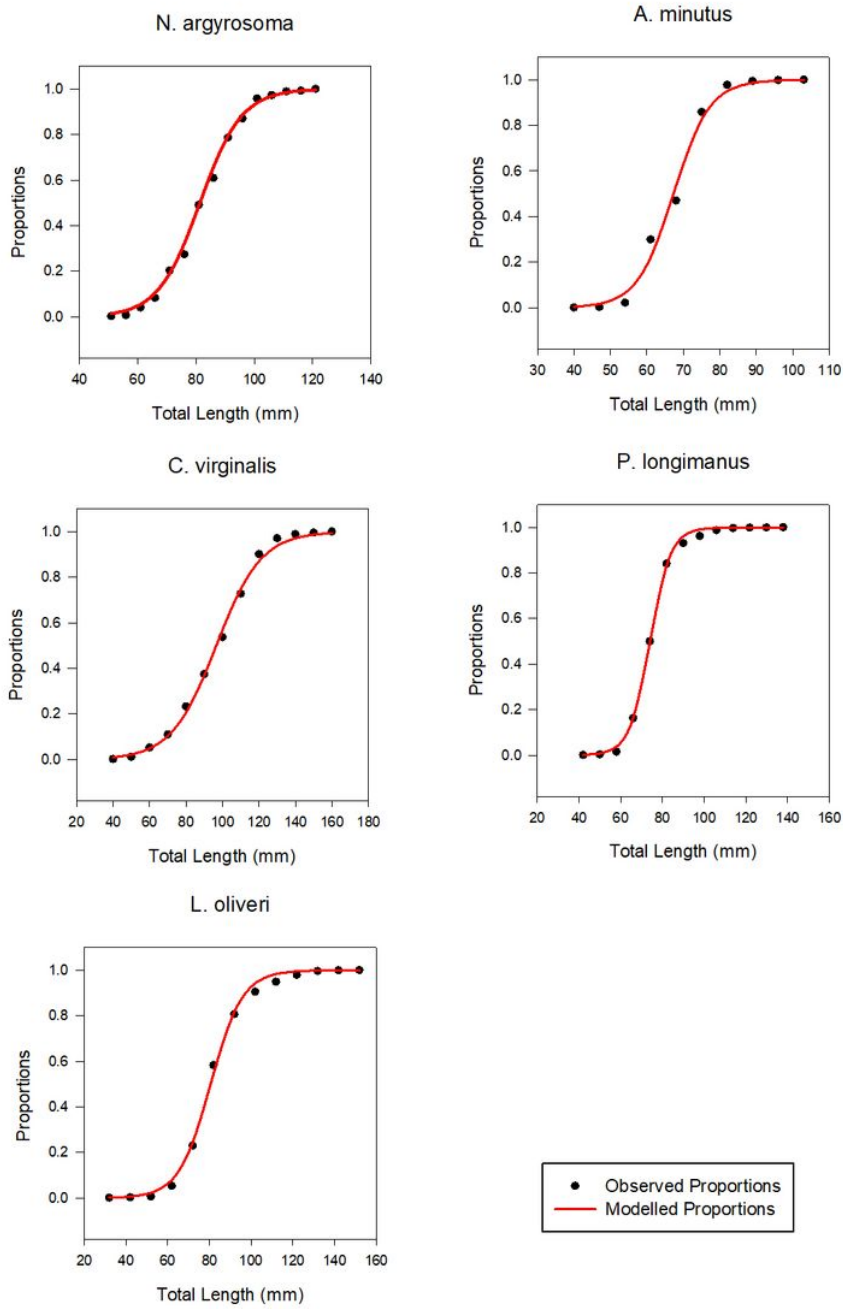 N. argyrosoma
A. minutus
1.0
0.8
0.6
0.4
0.2
0.0
Proportions
40 60 80 100 120 140
Total Length (mm)
1.0
0.8
0.6
0.4
0.2
0.0
Proportions
30 40 50 60 70 80 90 100 110
Total Length (mm)
C. virginalis
P. longimanus
1.0
0.8
0.6
0.4
0.2
0.0
Proportions
20 40 60 80 100 120 140 160 180
Total Length (mm)
1.0
0.8
0.6
0.4
0.2
0.0
Proportions
20 40 60 80 100 120 140 160
Total Length (mm)
L. oliveri
1.0
0.8
0.6
0.4
0.2
0.0
Proportions
20 40 60 80 100 120 140 160
Total Length (mm)
Observed Proportions
Modelled Proportions